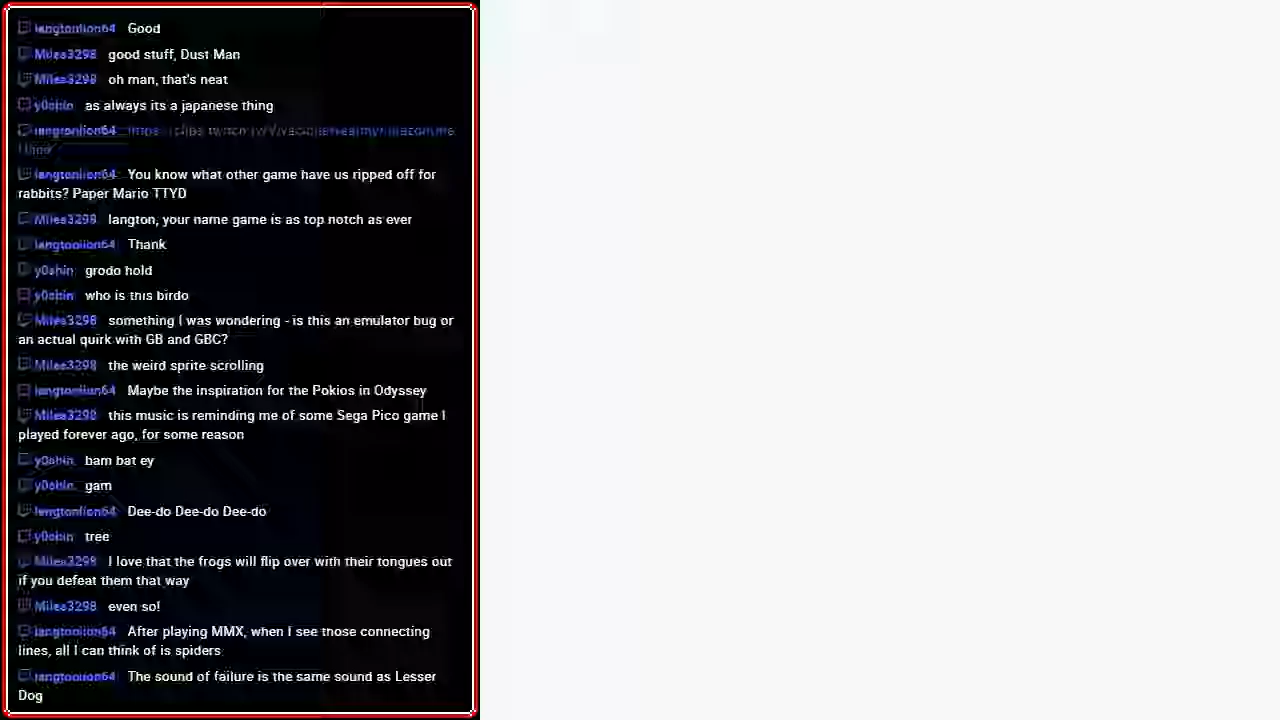 langtonlion64 Good
Miles3298 good stuff, Dust Man
Miles3298 oh man, that's neat
y0shin as always its a japanese thing
langtonlion64
langtonlion64 You know what other game have us ripped off for
rabbits? Paper Mario TTYD
Miles3298 langton, your name game is as top notch as ever
langtonlion64 Thank
y0shin grodo hold
y0shin who is this birdo
Miles3298 something I was wondering - is this an emulator bug or
an actual quirk with GB and GBC?
Miles3298 the weird sprite scrolling
langtonlion64 Maybe the inspiration for the Pokios in Odyssey
Miles3298 this music is reminding me of some Sega Pico game I
played forever ago, for some reason
y0shin bam bat ey
y0shin gam
langtonlion64 Dee-do Dee-do Dee-do
y0shin tree
Miles3298 I love that the frogs will flip over with their tongues out
if you defeat them that way
Miles3298 even so!
langtonlion64 After playing MMX, when I see those connecting
lines, all I can think of is spiders
langtonlion64 The sound of failure is the same sound as Lesser
Dog